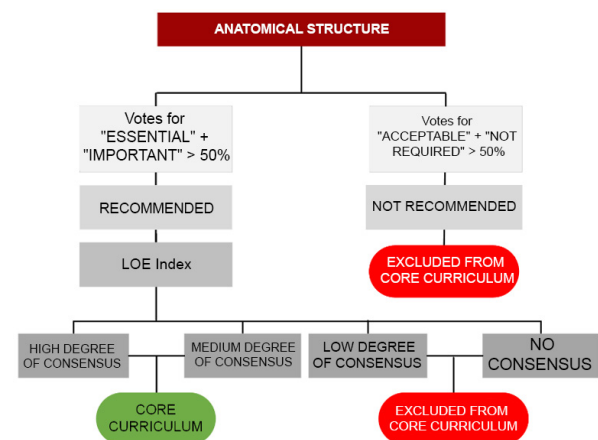 ANATOMICAL STRUCTURE
Votes for
"ESSENTIAL" +
"IMPORTANT" > 50%
Votes for
"ACCEPTABLE" + "NOT
REQUIRED" > 50%
RECOMMENDED
NOT RECOMMENDED
LOE Index
EXCLUDED FROM
CORE CURRICULUM
HIGH DEGREE
OF CONSENSUS
MEDIUM DEGREE
OF CONSENSUS
LOW DEGREE
OF CONSENSUS
NO
CONSENSUS
CORE
CURRICULUM
EXCLUDED FROM
CORE CURRICULUM